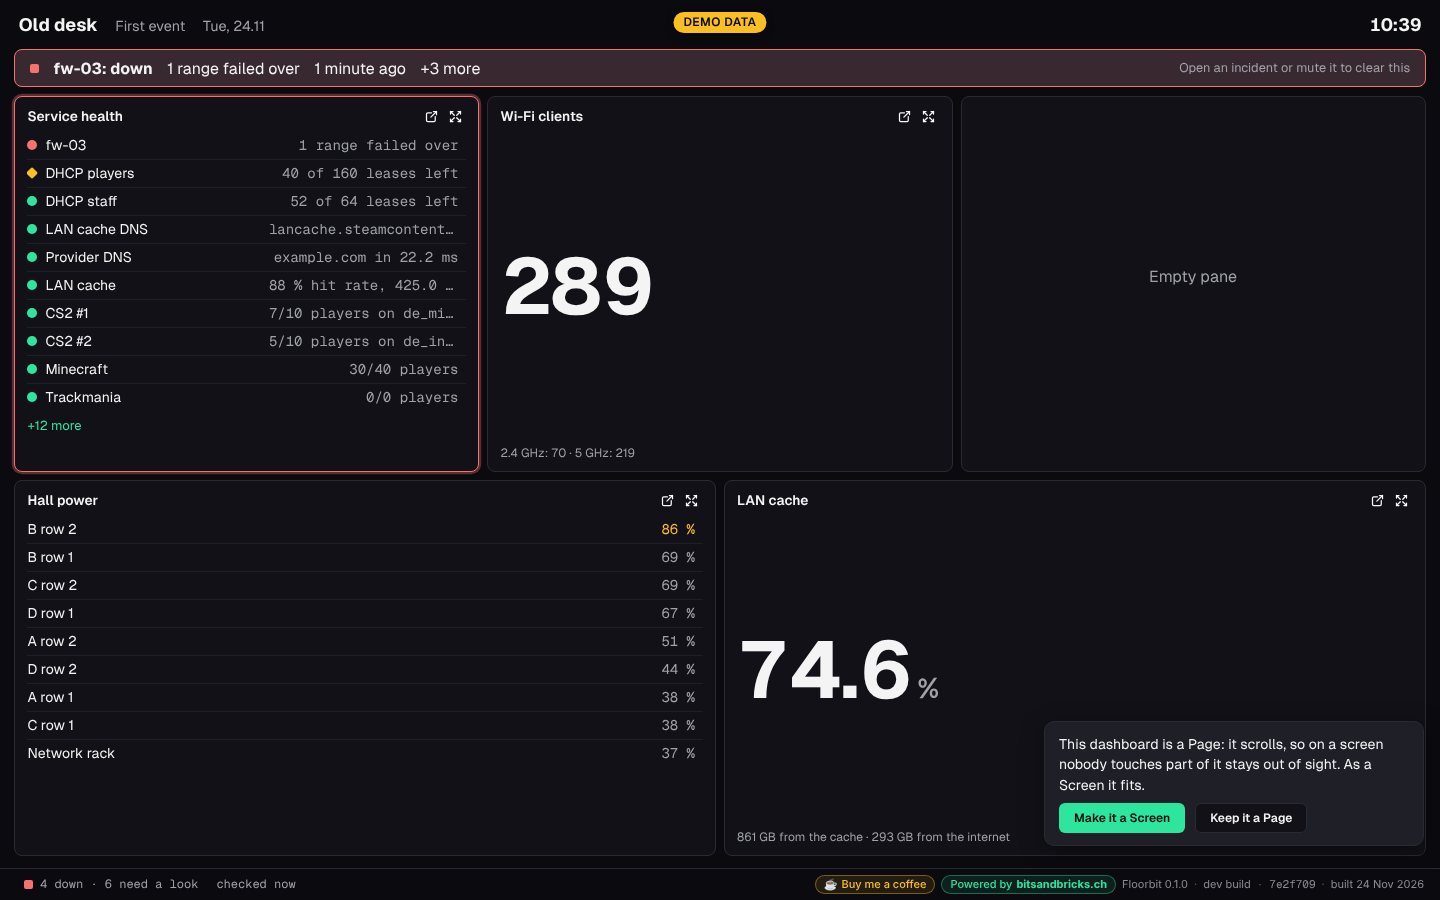 Old desk First event Tue, 24.11 DEMO DATA 10:39
fw-03: down 1 range failed over 1 minute ago +3 more Open an incident or mute it to clear this
Service health
fw-03 1 range failed over
DHCP players 40 of 160 leases left
DHCP staff 52 of 64 leases left
LAN cache DNS lancache.steamcontent…
Provider DNS example.com in 22.2 ms
LAN cache 88 % hit rate, 425.0 …
CS2 #1 7/10 players on de_mi…
CS2 #2 5/10 players on de_in…
Minecraft 30/40 players
Trackmania 0/0 players
+12 more
Wi-Fi clients
289
2.4 GHz: 70 · 5 GHz: 219
Empty pane
Hall power
B row 2 86 %
B row 1 69 %
C row 2 69 %
D row 1 67 %
A row 2 51 %
D row 2 44 %
A row 1 38 %
C row 1 38 %
Network rack 37 %
LAN cache
74.6 %
861 GB from the cache · 293 GB from the internet
This dashboard is a Page: it scrolls, so on a screen
nobody touches part of it stays out of sight. As a
Screen it fits.
Make it a Screen Keep it a Page
4 down · 6 need a look checked now ☕ Buy me a coffee Powered by bitsandbricks.ch Floorbit 0.1.0 · dev build · 7e2f709 · built 24 Nov 2026